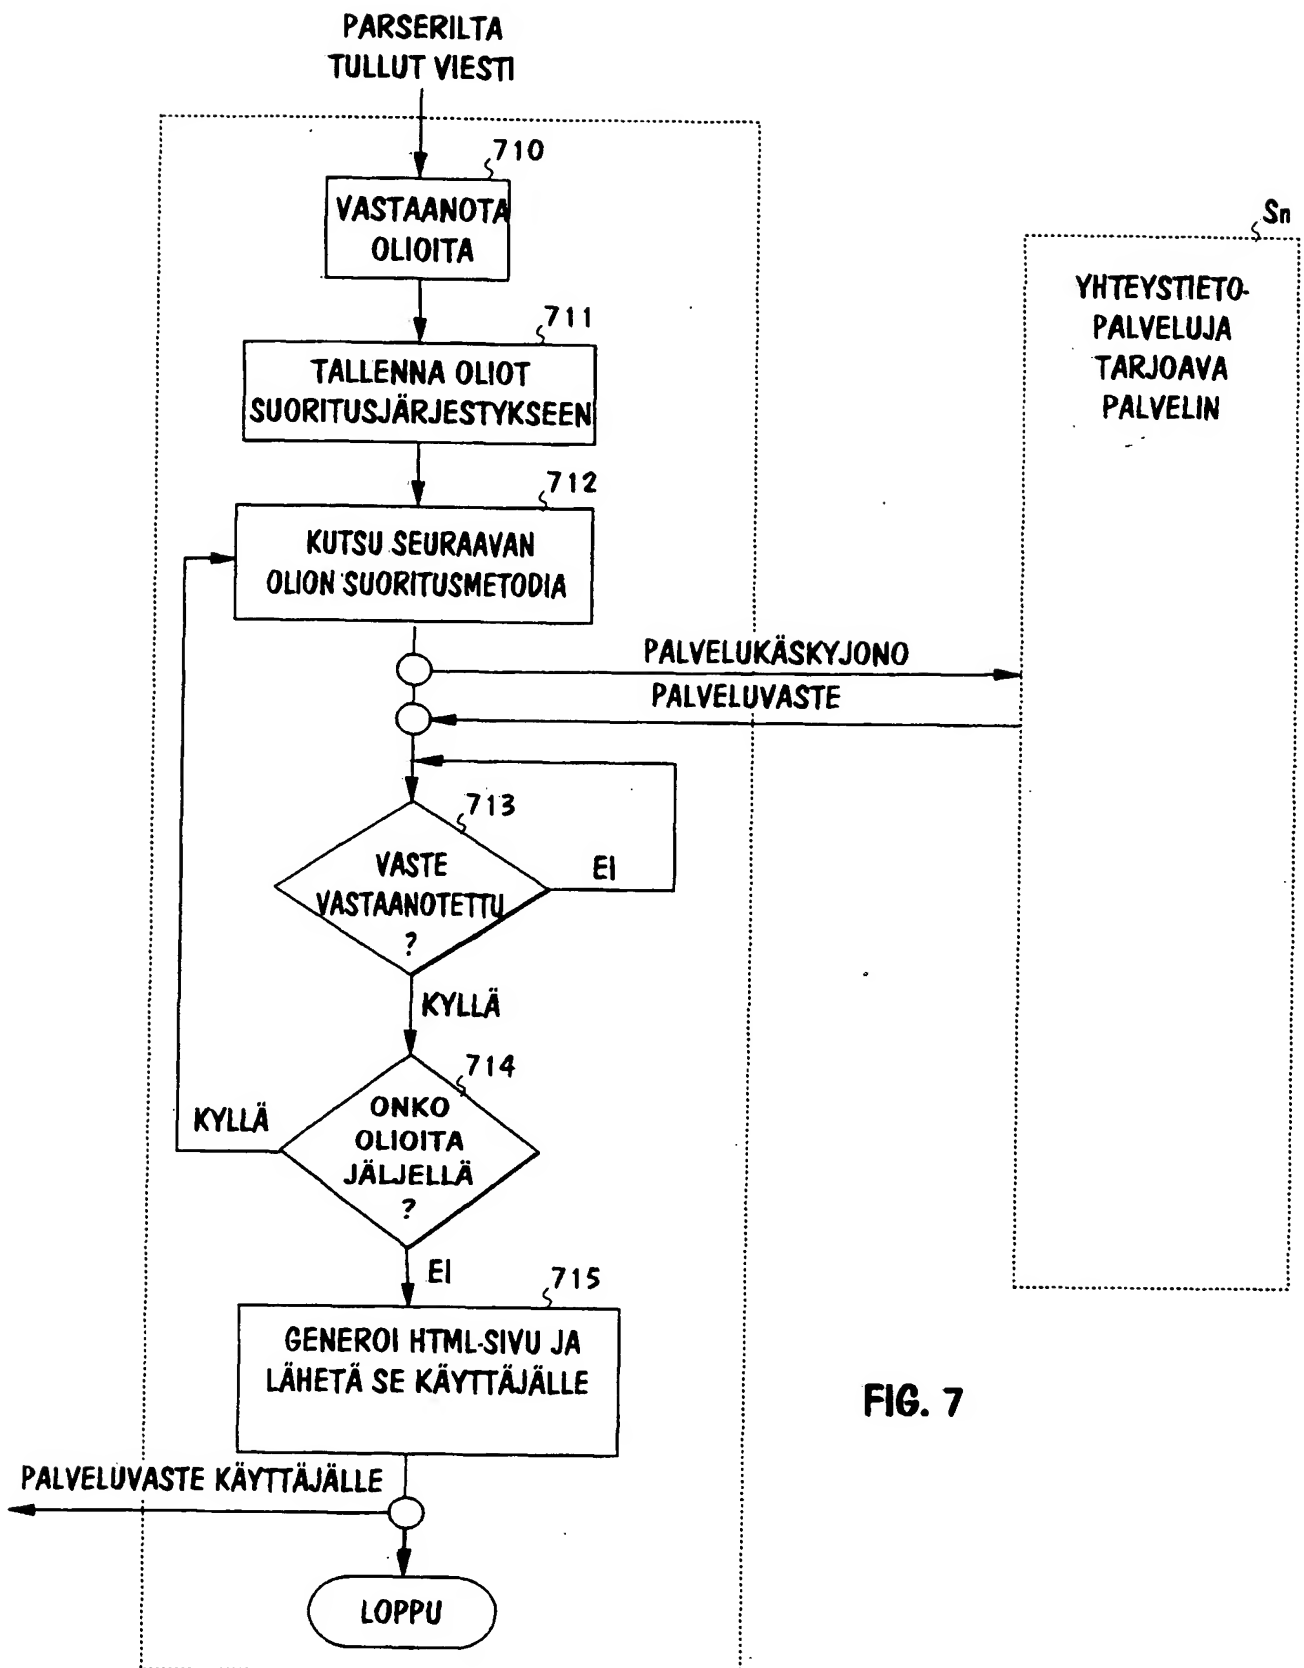 PARSERILTA
TULLUT VIESTI
710
VASTAANOTA
OLIOITA
711
TALLENNA OLIOT
SUORITUSJÄRJESTYKSEEN
712
KUTSU SEURAAVAN
OLION SUORITUSMETODIA
Sn
YHTEYSTIETO-
PALVELUJA
TARJOAVA
PALVELIN
PALVELUKÄSKYJONO
PALVELUVASTE
713
VASTE
VASTAANOTETTU
?
EI
KYLLÄ
714
ONKO
OLIOITA
JÄLJELLÄ
?
KYLLÄ
EI
715
GENEROI HTML-SIVU JA
LÄHETÄ SE KÄYTTÄJÄLLE
PALVELUVASTE KÄYTTÄJÄLLE
LOPPU
FIG. 7